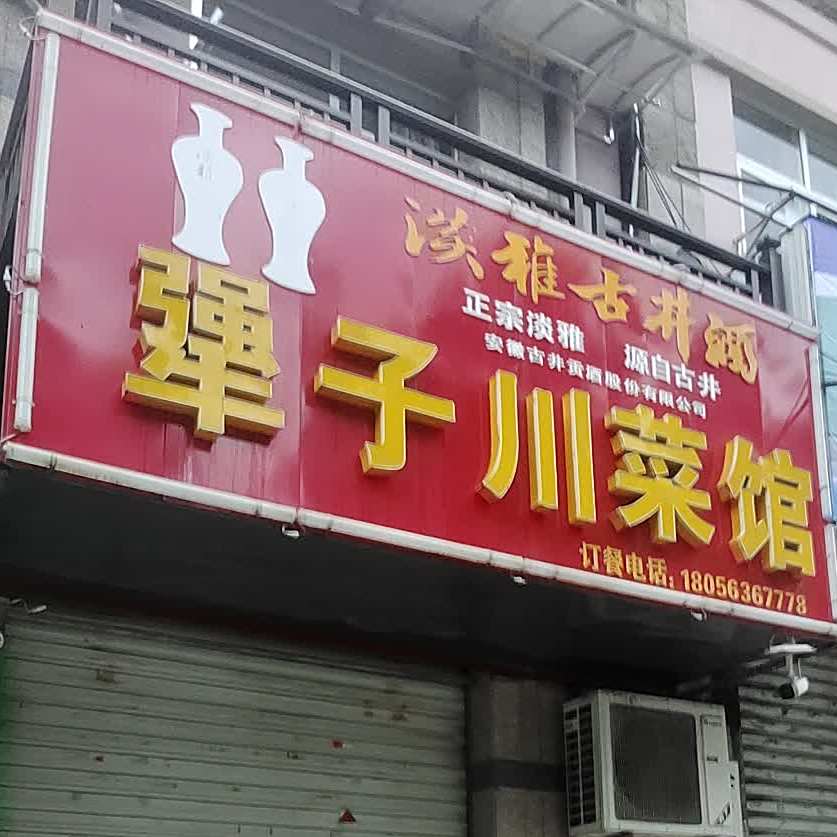 淡雅古井酒
正宗淡雅 源自古井
安徽古井贡酒股份有限公司
犟子川菜馆
订餐电话：18056367778